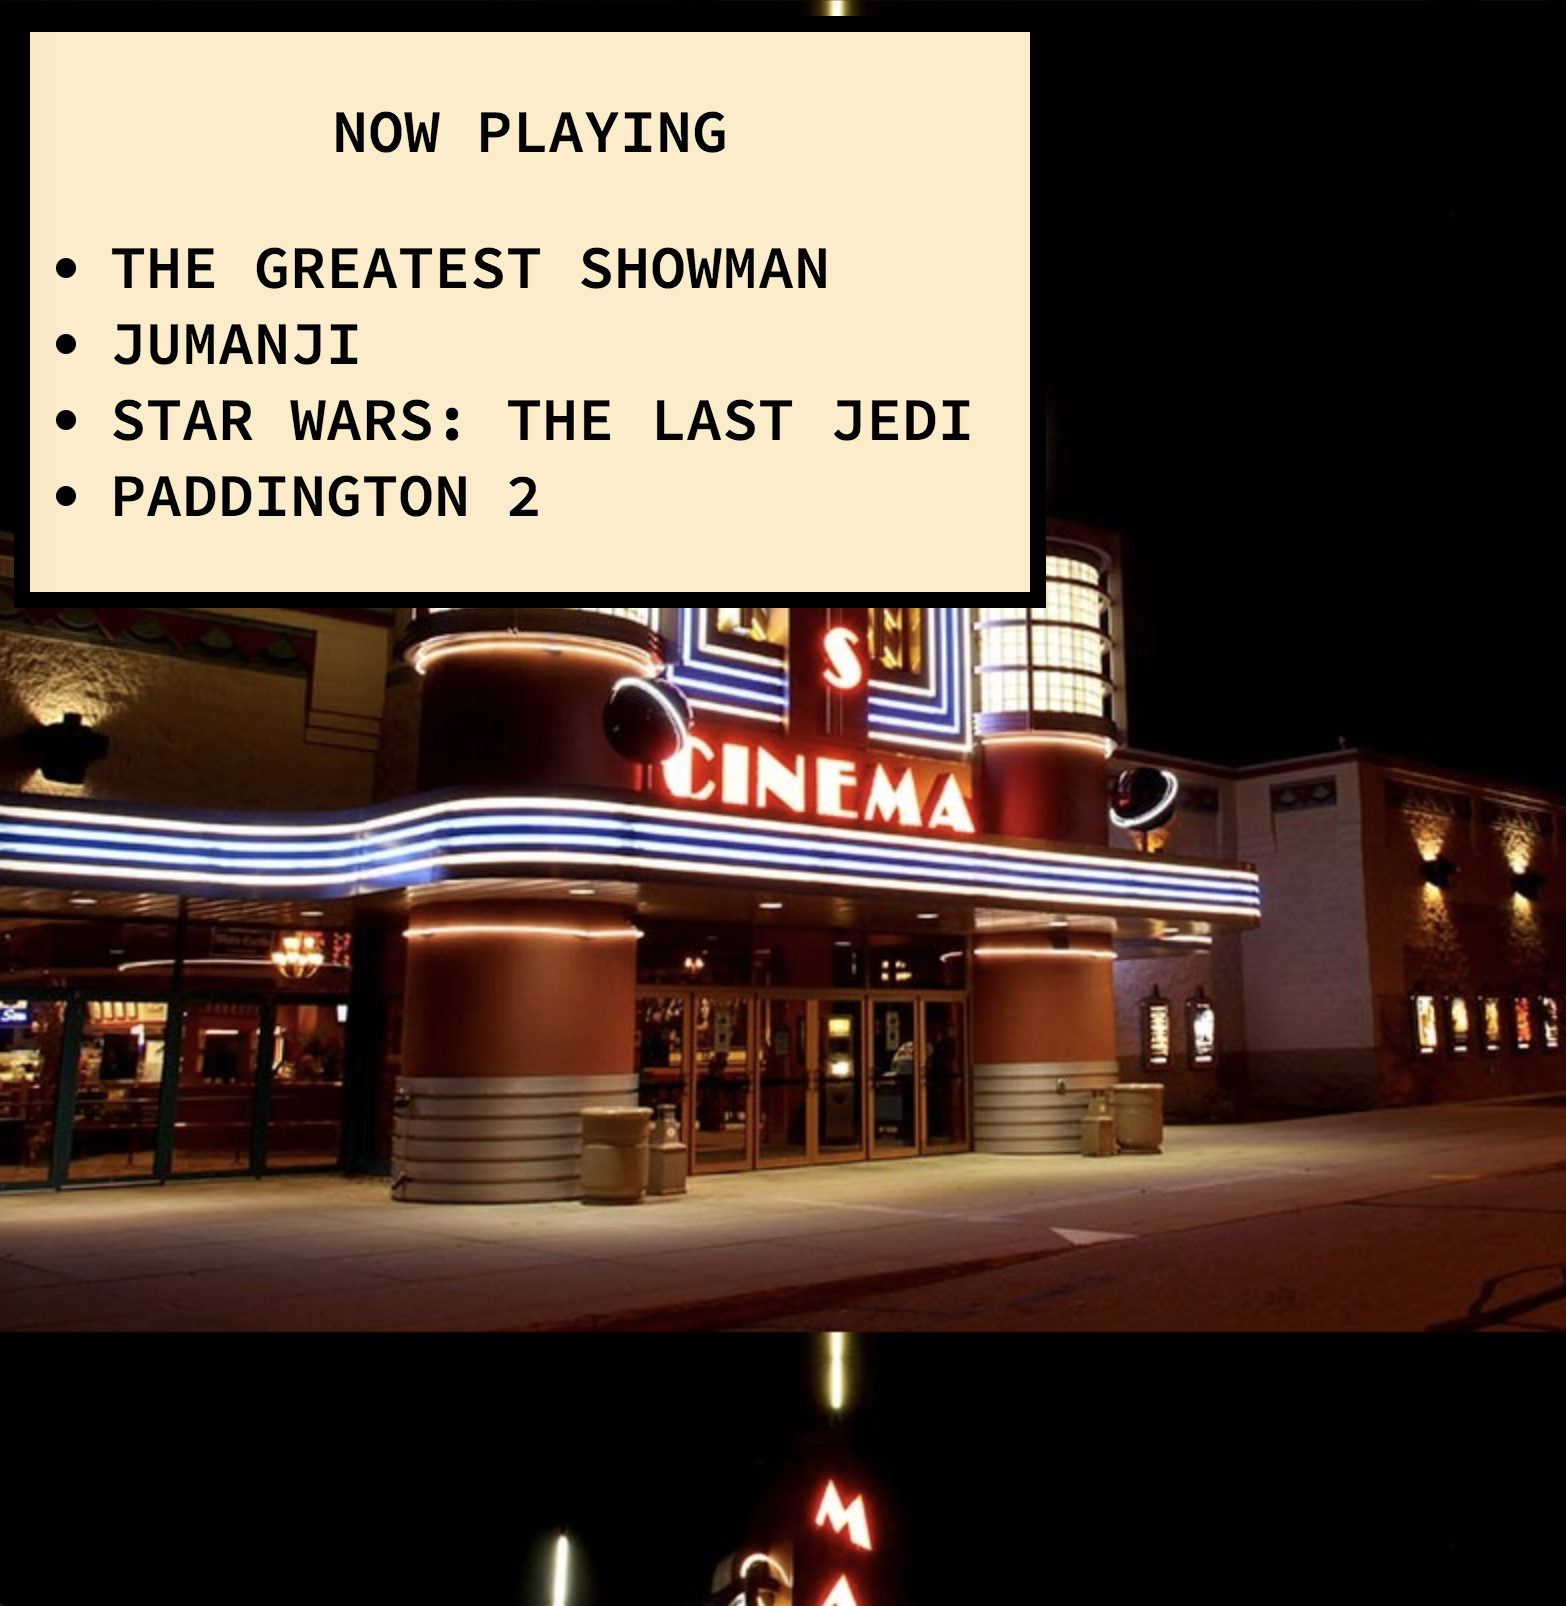 NOW PLAYING
• THE GREATEST SHOWMAN
• JUMANJI
• STAR WARS: THE LAST JEDI
• PADDINGTON 2
S
CINEMA
M
A